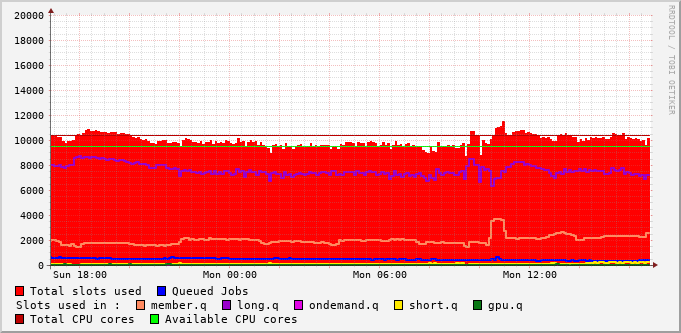 20000
18000
16000
14000
12000
10000
8000
6000
4000
2000
0
Sun 18:00 Mon 00:00 Mon 06:00 Mon 12:00
Total slots used Queued Jobs
Slots used in : member.q long.q ondemand.q short.q gpu.q
Total CPU cores Available CPU cores
RRDTOOL / TOBI OETIKER